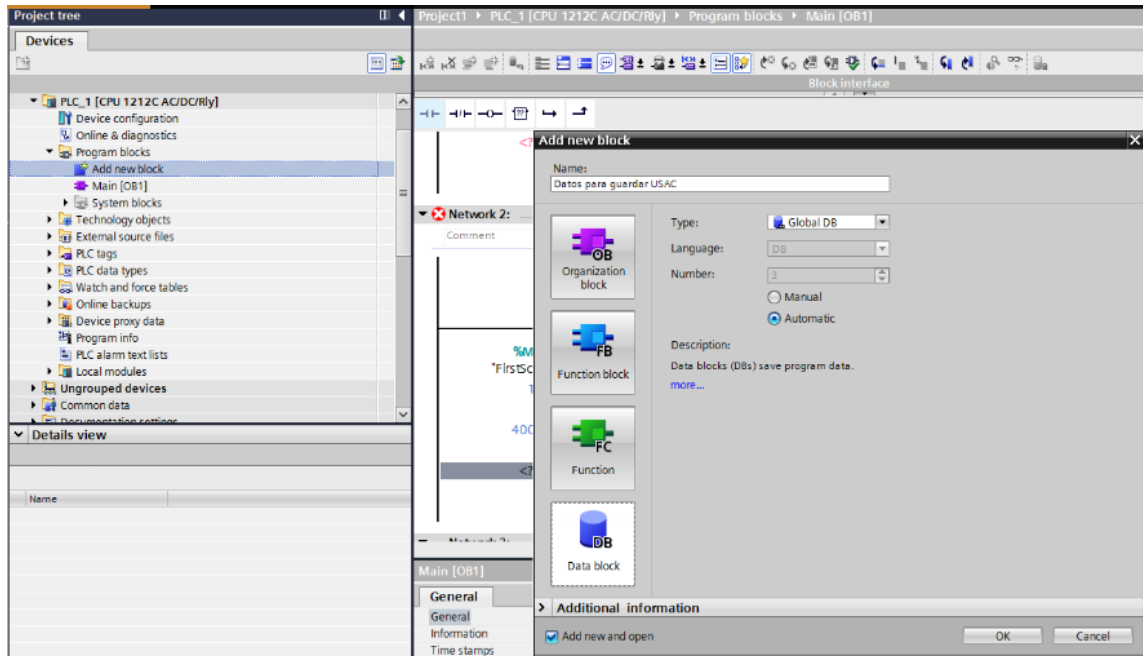 Project tree
Devices
PLC_1 [CPU 1212C AC/DC/Rly]
Device configuration
Online & diagnostics
Program blocks
Add new block
Main [OB1]
System blocks
Technology objects
External source files
PLC tags
PLC data types
Watch and force tables
Online backups
Device proxy data
Program info
PLC alarm text lists
Local modules
Ungrouped devices
Common data
Documentation settings
Details view
Name
Project1 PLC_1 [CPU 1212C AC/DC/Rly] Program blocks Main [OB1]
Block interface
<?
Network 2:
Comment
%M
"FirstSc
1
400
<?
Main [OB1]
General
General
Information
Time stamps
Add new block
Name:
Datos para guardar USAC
OB
Organization
block
FB
Function block
FC
Function
DB
Data block
Type: Global DB
Language: DB
Number: 3
Manual
Automatic
Description:
Data blocks (DBs) save program data.
more...
Additional information
Add new and open
OK Cancel